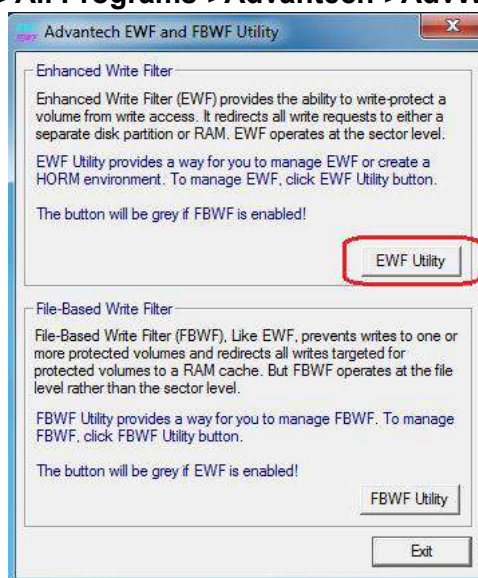 All Programs > Advantech > Advw
Advantech EWF and FBWF Utility
Enhanced Write Filter
Enhanced Write Filter (EWF) provides the ability to write-protect a
volume from write access. It redirects all write requests to either a
separate disk partition or RAM. EWF operates at the sector level.
EWF Utility provides a way for you to manage EWF or create a
HORM environment. To manage EWF, click EWF Utility button.
The button will be grey if FBWF is enabled!
EWF Utility
File-Based Write Filter
File-Based Write Filter (FBWF), Like EWF, prevents writes to one or
more protected volumes and redirects all writes targeted for
protected volumes to a RAM cache. But FBWF operates at the file
level rather than the sector level.
FBWF Utility provides a way for you to manage FBWF. To manage
FBWF, click FBWF Utility button.
The button will be grey if EWF is enabled!
FBWF Utility
Exit